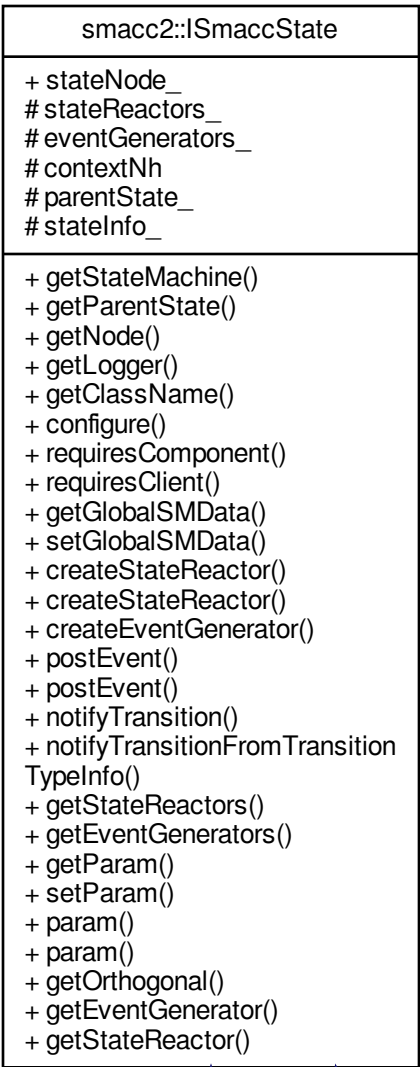 smacc2::ISmaccState
+ stateNode_
# stateReactors_
# eventGenerators_
# contextNh
# parentState_
# stateInfo_
+ getStateMachine()
+ getParentState()
+ getNode()
+ getLogger()
+ getClassName()
+ configure()
+ requiresComponent()
+ requiresClient()
+ getGlobalSMData()
+ setGlobalSMData()
+ createStateReactor()
+ createStateReactor()
+ createEventGenerator()
+ postEvent()
+ postEvent()
+ notifyTransition()
+ notifyTransitionFromTransition
TypeInfo()
+ getStateReactors()
+ getEventGenerators()
+ getParam()
+ setParam()
+ param()
+ param()
+ getOrthogonal()
+ getEventGenerator()
+ getStateReactor()